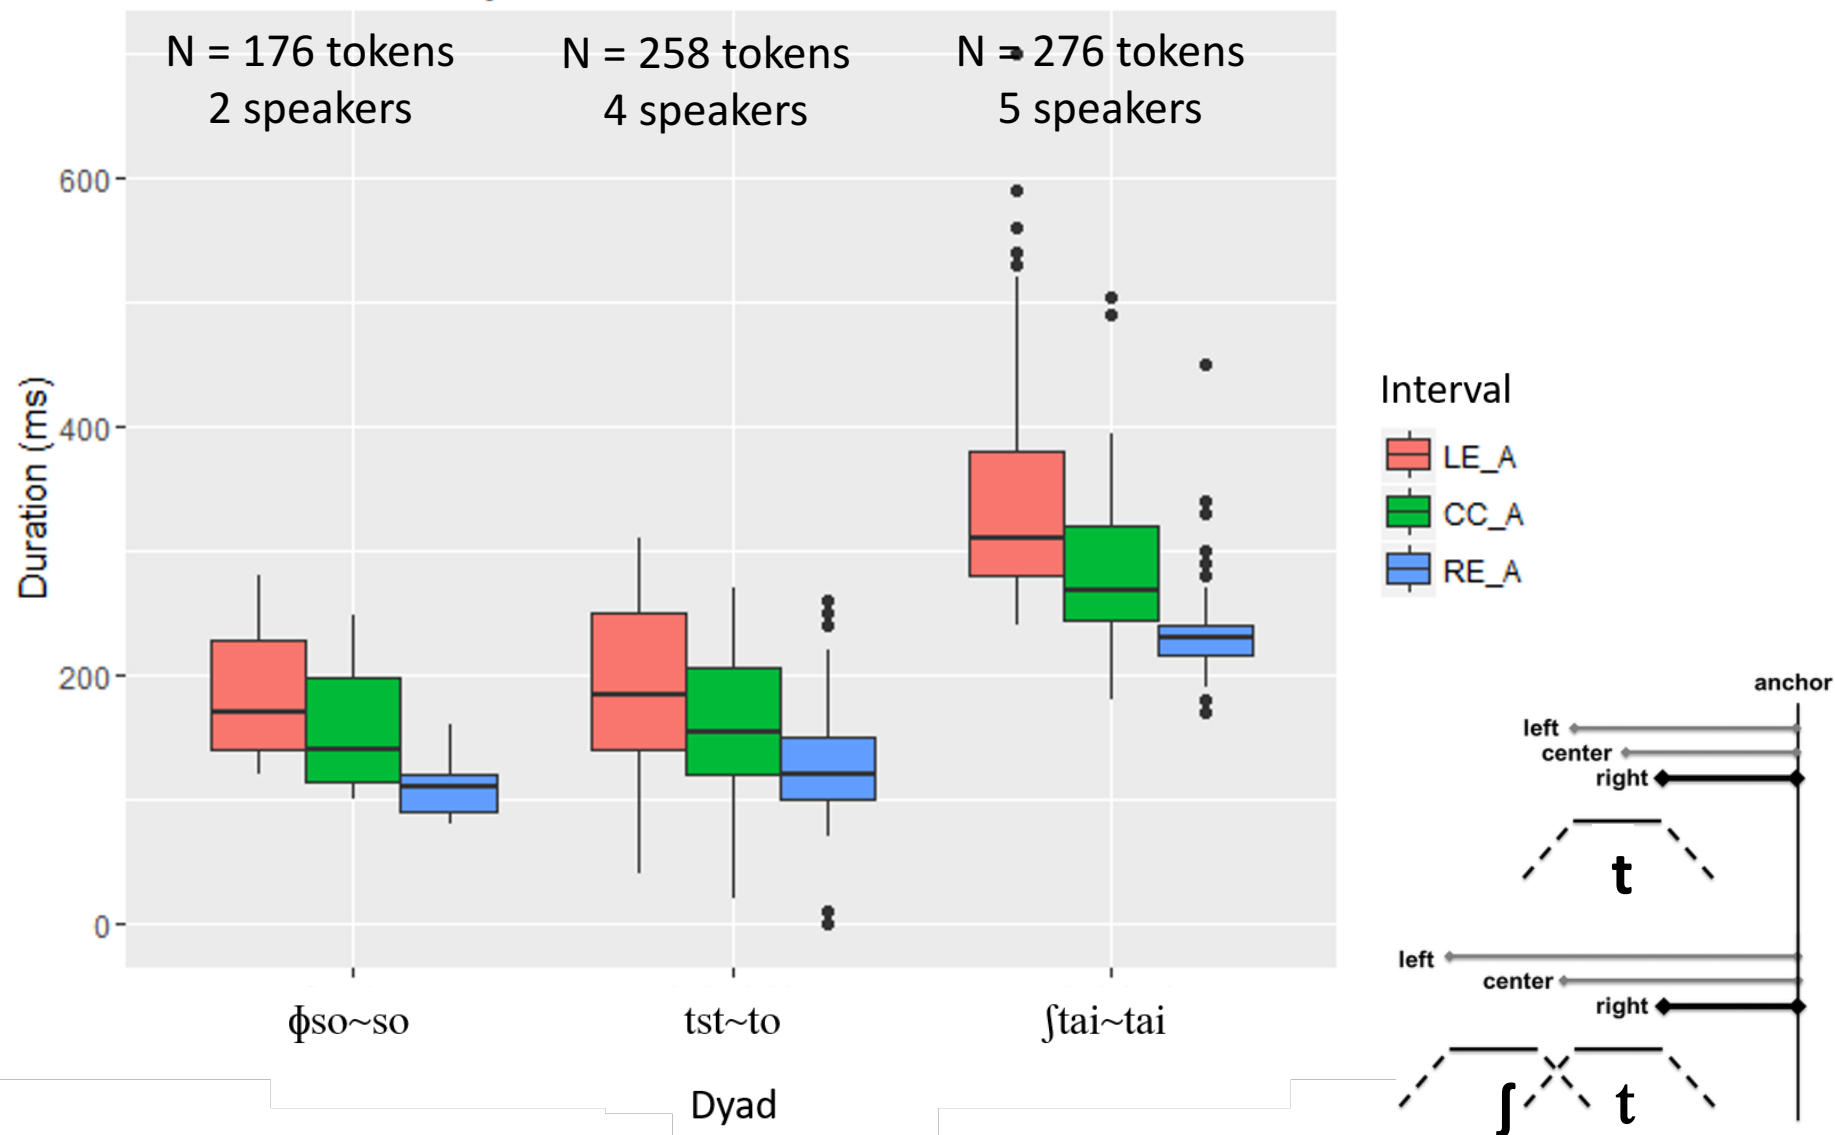 N = 176 tokens
2 speakers
N = 258 tokens
4 speakers
N = 276 tokens
5 speakers
600
400
200
0
Duration (ms)
ɸso~so
tst~to
ʃtai~tai
Dyad
Interval
LE_A
CC_A
RE_A
anchor
left
center
right
t
left
center
right
ʃ t